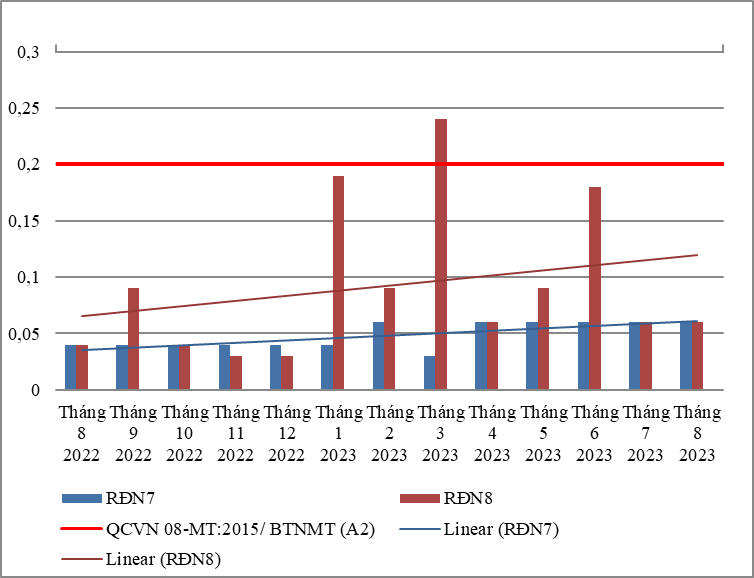 0,3
0,25
0,2
0,15
0,1
0,05
0
Tháng Tháng Tháng Tháng Tháng Tháng Tháng Tháng Tháng Tháng Tháng Tháng Tháng
8 9 10 11 12 1 2 3 4 5 6 7 8
2022 2022 2022 2022 2022 2023 2023 2023 2023 2023 2023 2023 2023
RĐN7 RĐN8
QCVN 08-MT:2015/ BTNMT (A2) Linear (RĐN7)
Linear (RĐN8)